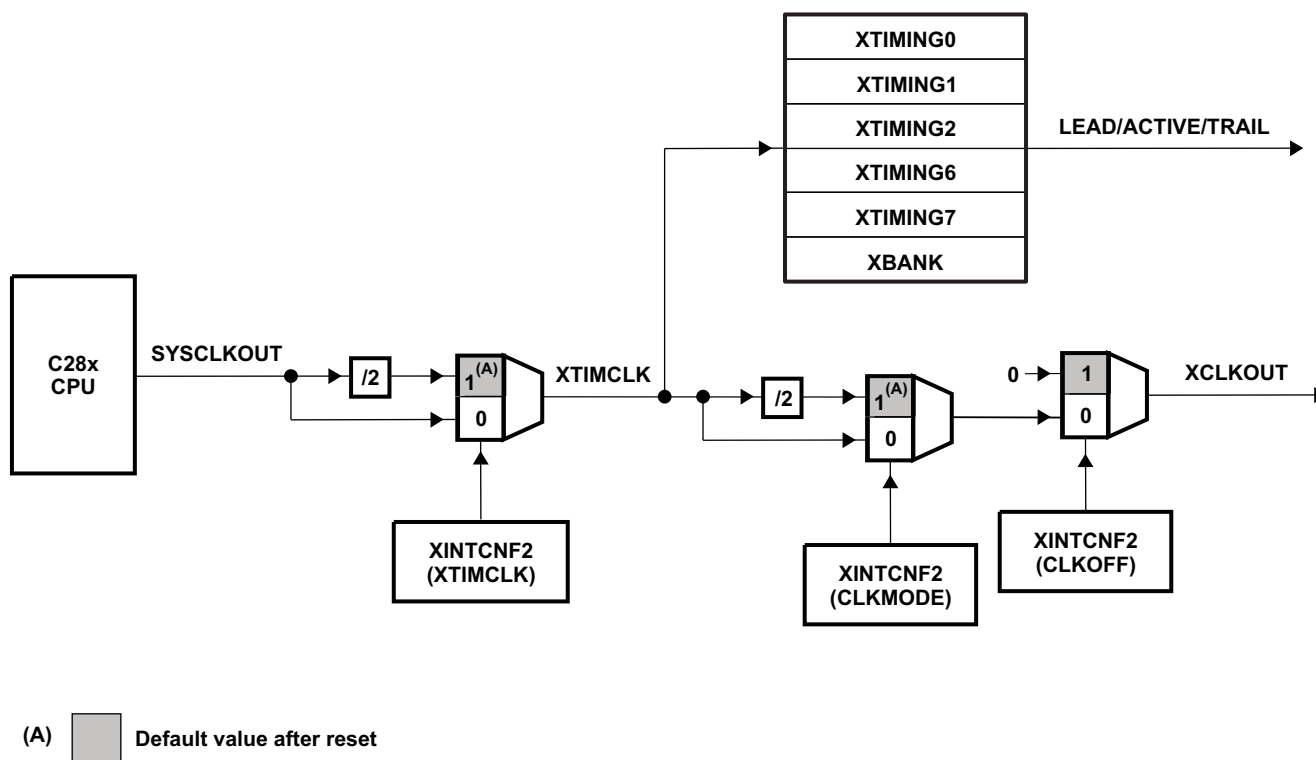 XTIMING0
XTIMING1
XTIMING2
XTIMING6
XTIMING7
XBANK
LEAD/ACTIVE/TRAIL
C28x
CPU
SYSCLKOUT
/2
1(A)
0
XTIMCLK
/2
1(A)
0
0
1
0
XCLKOUT
XINTCNF2
(XTIMCLK)
XINTCNF2
(CLKMODE)
XINTCNF2
(CLKOFF)
(A) Default value after reset